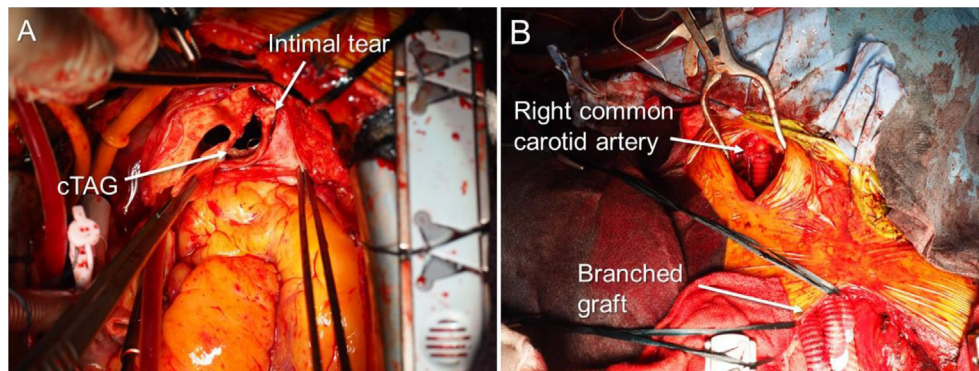 A
Intimal tear
cTAG
B
Right common
carotid artery
Branched
graft